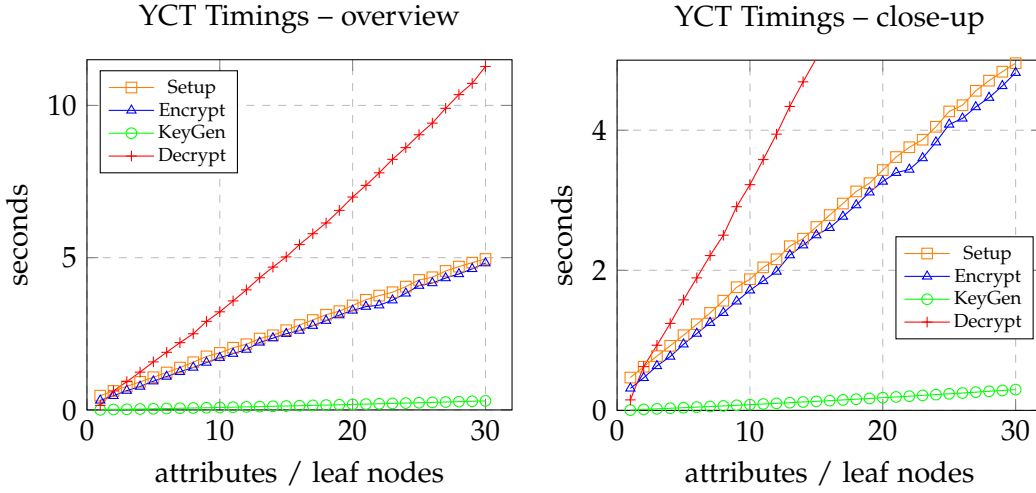 YCT Timings – overview
10
5
0
0
10
20
30
seconds
attributes / leaf nodes
Setup
Encrypt
KeyGen
Decrypt
YCT Timings – close-up
4
2
0
0
10
20
30
seconds
attributes / leaf nodes
Setup
Encrypt
KeyGen
Decrypt